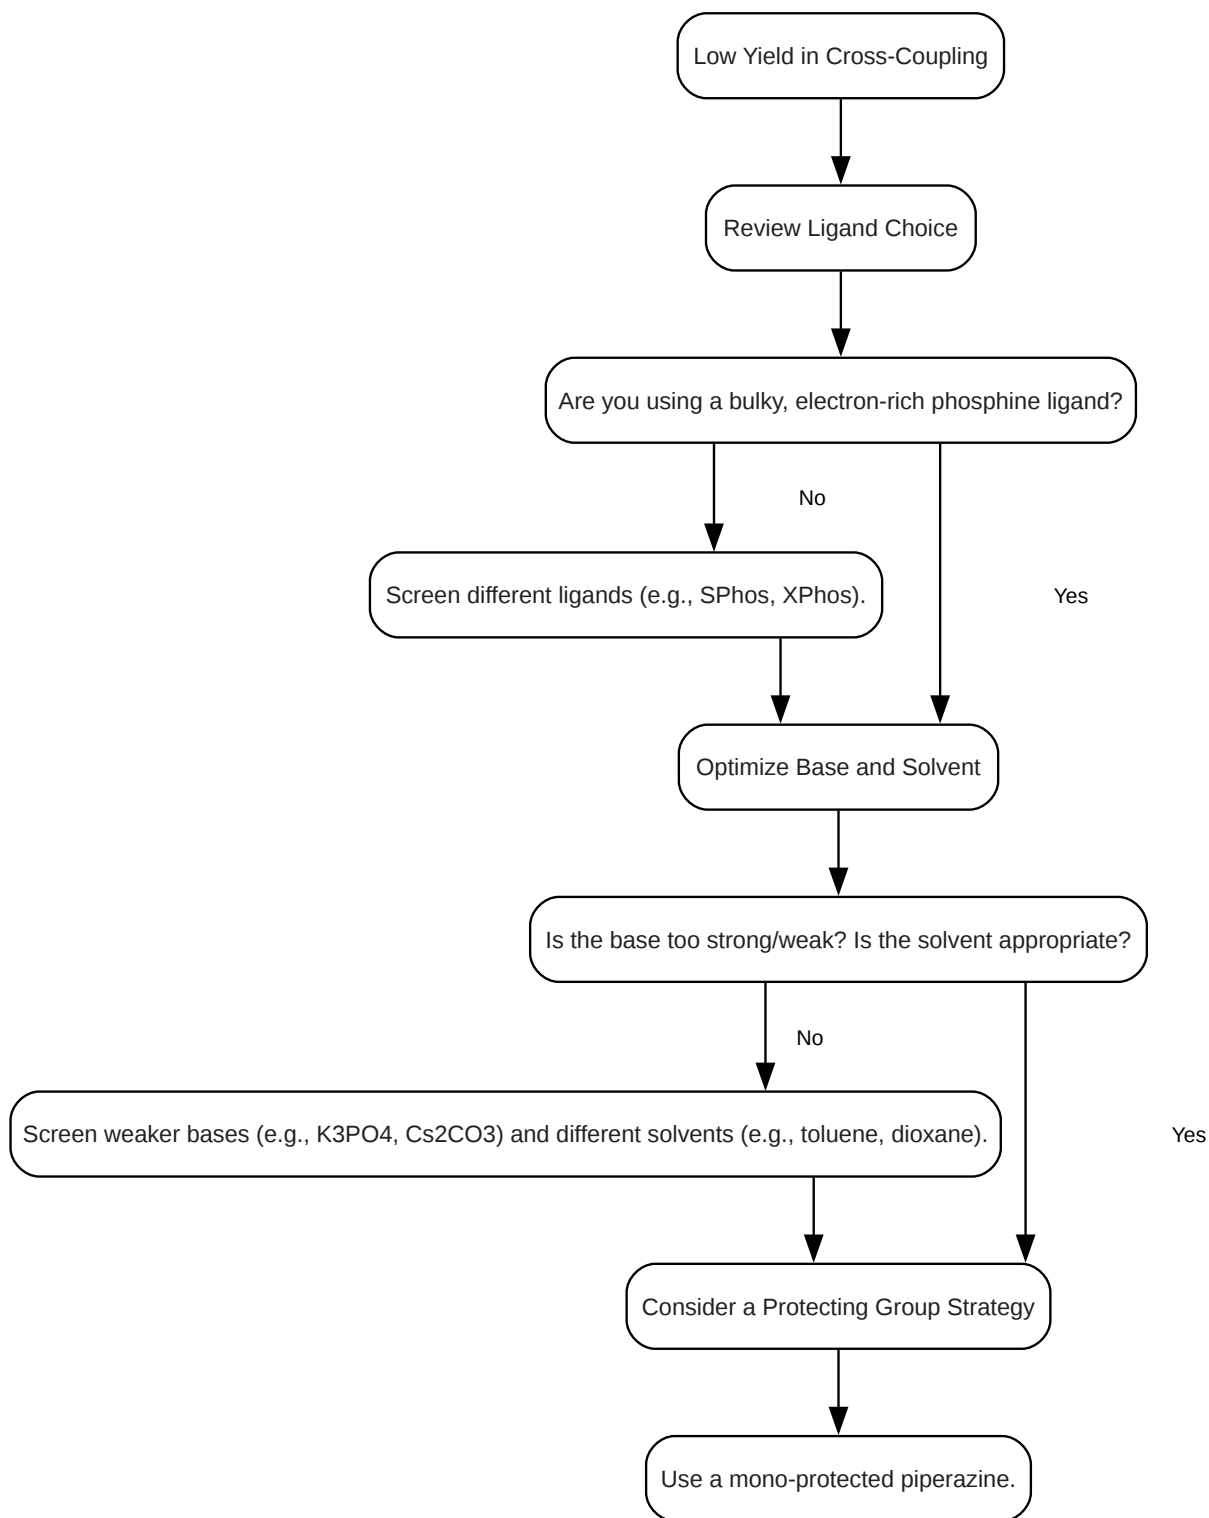 Low Yield in Cross-Coupling
Review Ligand Choice
Are you using a bulky, electron-rich phosphine ligand?
No
Screen different ligands (e.g., SPhos, XPhos).
Yes
Optimize Base and Solvent
Is the base too strong/weak? Is the solvent appropriate?
No
Screen weaker bases (e.g., K3PO4, Cs2CO3) and different solvents (e.g., toluene, dioxane).
Yes
Consider a Protecting Group Strategy
Use a mono-protected piperazine.